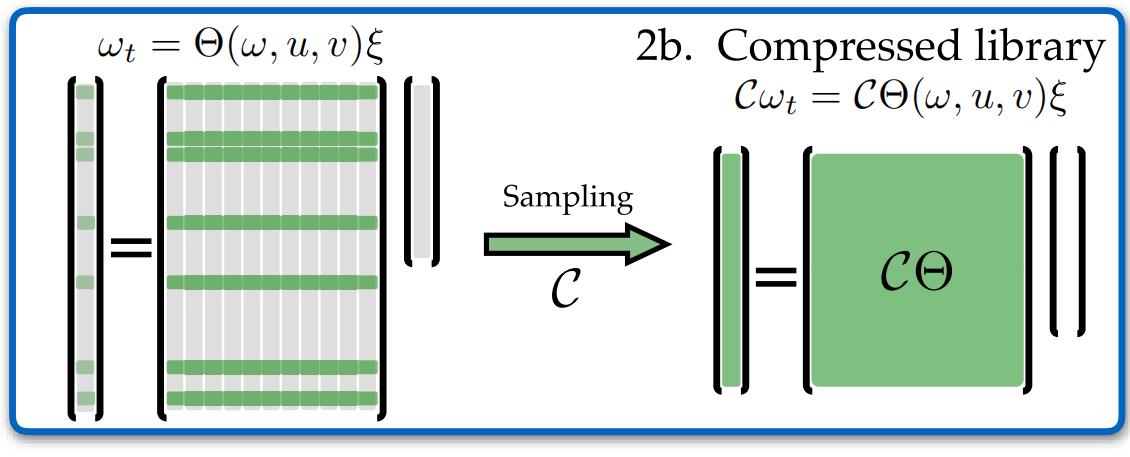 ω_t = Θ(ω, u, v)ξ
=
Sampling
𝒞
2b. Compressed library
𝒞ω_t = 𝒞Θ(ω, u, v)ξ
=
𝒞Θ